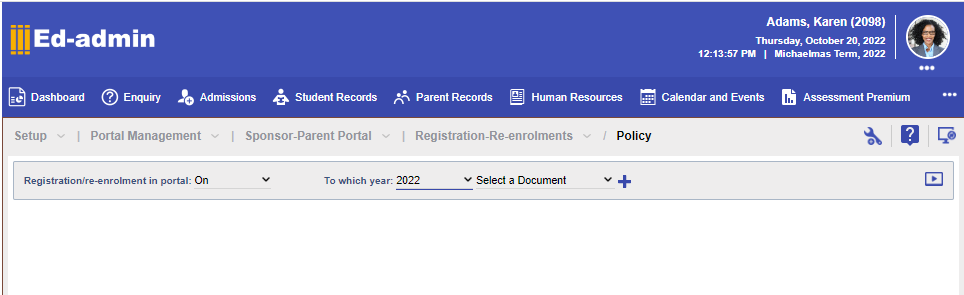 Adams, Karen (2098)
Ed-admin
Thursday, October 20, 2022
12:13:57 PM | Michaelmas Term, 2022
Dashboard Enquiry Admissions Student Records Parent Records Human Resources Calendar and Events Assessment Premium
Setup | Portal Management | Sponsor-Parent Portal | Registration-Re-enrolments / Policy
Registration/re-enrolment in portal: On To which year: 2022 Select a Document